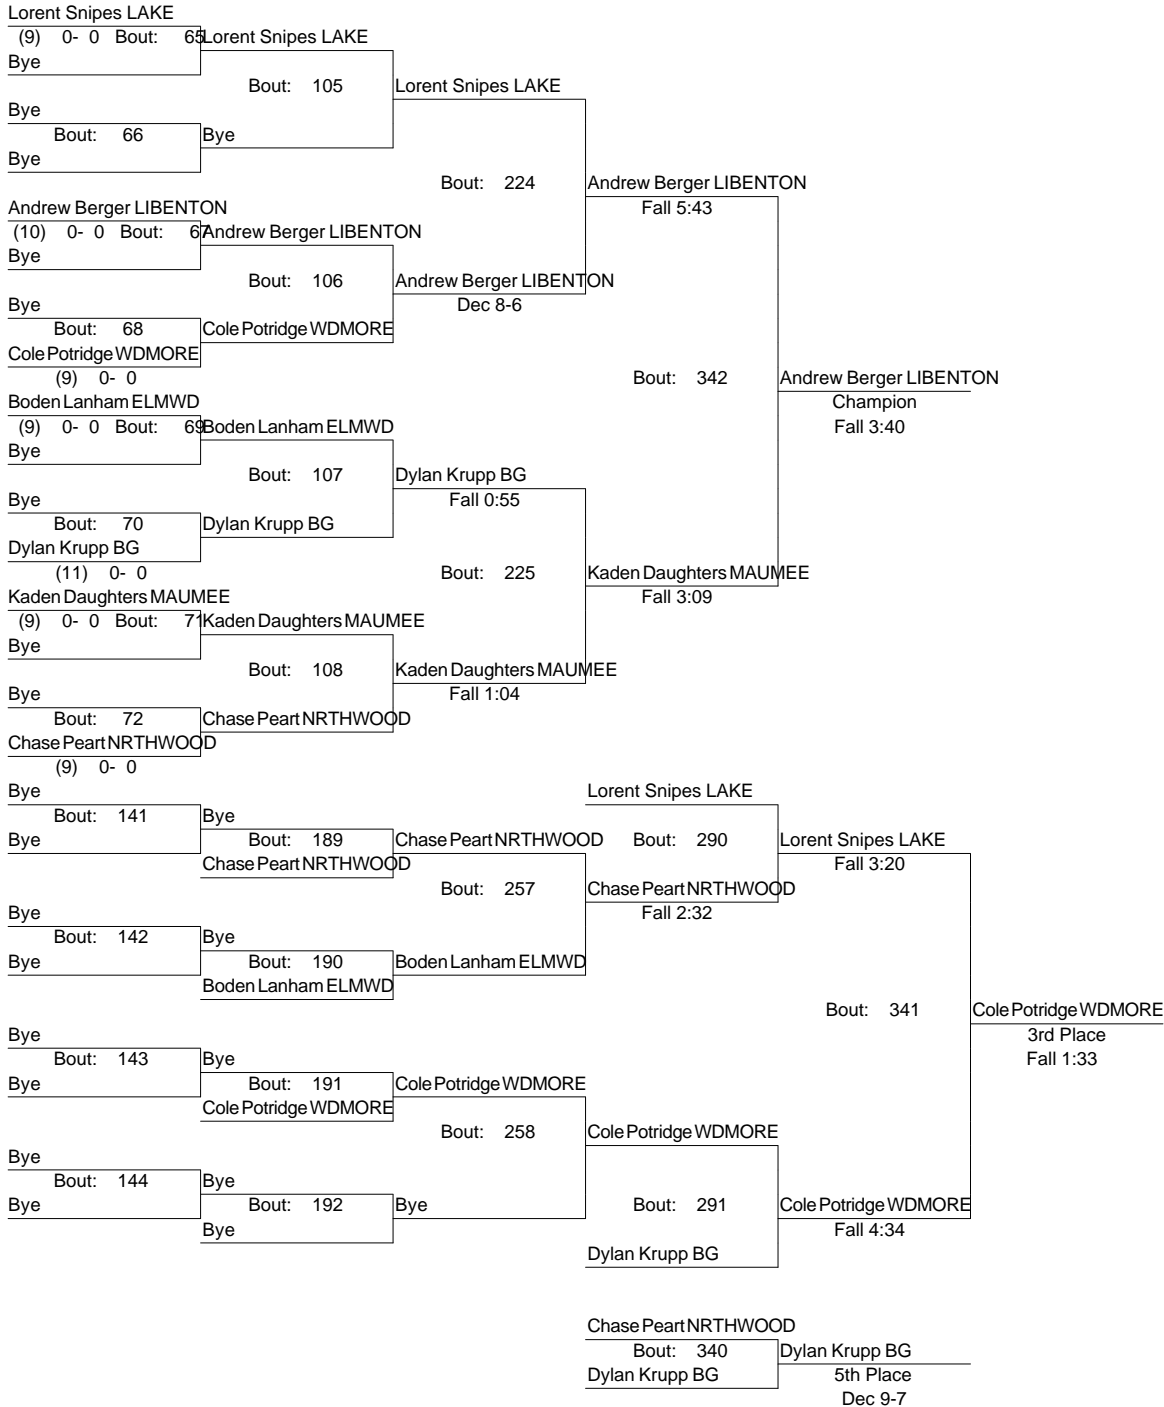 Lorent Snipes LAKE
(9) 0- 0 Bout: 65 Lorent Snipes LAKE
Bye
Bout: 105 Lorent Snipes LAKE
Bye
Bout: 66 Bye
Bye
Bout: 224 Andrew Berger LIBENTON
Andrew Berger LIBENTON Fall 5:43
(10) 0- 0 Bout: 67 Andrew Berger LIBENTON
Bye
Bout: 106 Andrew Berger LIBENTON
Bye Dec 8-6
Bout: 68 Cole Potridge WDMORE
Cole Potridge WDMORE
(9) 0- 0 Bout: 342 Andrew Berger LIBENTON
Boden Lanham ELMWD Champion
(9) 0- 0 Bout: 69 Boden Lanham ELMWD Fall 3:40
Bye
Bout: 107 Dylan Krupp BG
Bye Fall 0:55
Bout: 70 Dylan Krupp BG
Dylan Krupp BG
(11) 0- 0 Bout: 225 Kaden Daughters MAUMEE
Kaden Daughters MAUMEE Fall 3:09
(9) 0- 0 Bout: 71 Kaden Daughters MAUMEE
Bye
Bout: 108 Kaden Daughters MAUMEE
Bye Fall 1:04
Bout: 72 Chase Peart NRTHWOOD
Chase Peart NRTHWOOD
(9) 0- 0
Bye Lorent Snipes LAKE
Bout: 141 Bye
Bye Bout: 189 Chase Peart NRTHWOOD Bout: 290 Lorent Snipes LAKE
Chase Peart NRTHWOOD Fall 3:20
Bout: 257 Chase Peart NRTHWOOD
Bye Fall 2:32
Bout: 142 Bye
Bye Bout: 190 Boden Lanham ELMWD
Boden Lanham ELMWD
Bout: 341 Cole Potridge WDMORE
Bye 3rd Place
Bout: 143 Bye Fall 1:33
Bye Bout: 191 Cole Potridge WDMORE
Cole Potridge WDMORE
Bout: 258 Cole Potridge WDMORE
Bye
Bout: 144 Bye
Bye Bout: 192 Bye Bout: 291 Cole Potridge WDMORE
Bye Fall 4:34
Dylan Krupp BG
Chase Peart NRTHWOOD
Bout: 340 Dylan Krupp BG
Dylan Krupp BG 5th Place
Dec 9-7